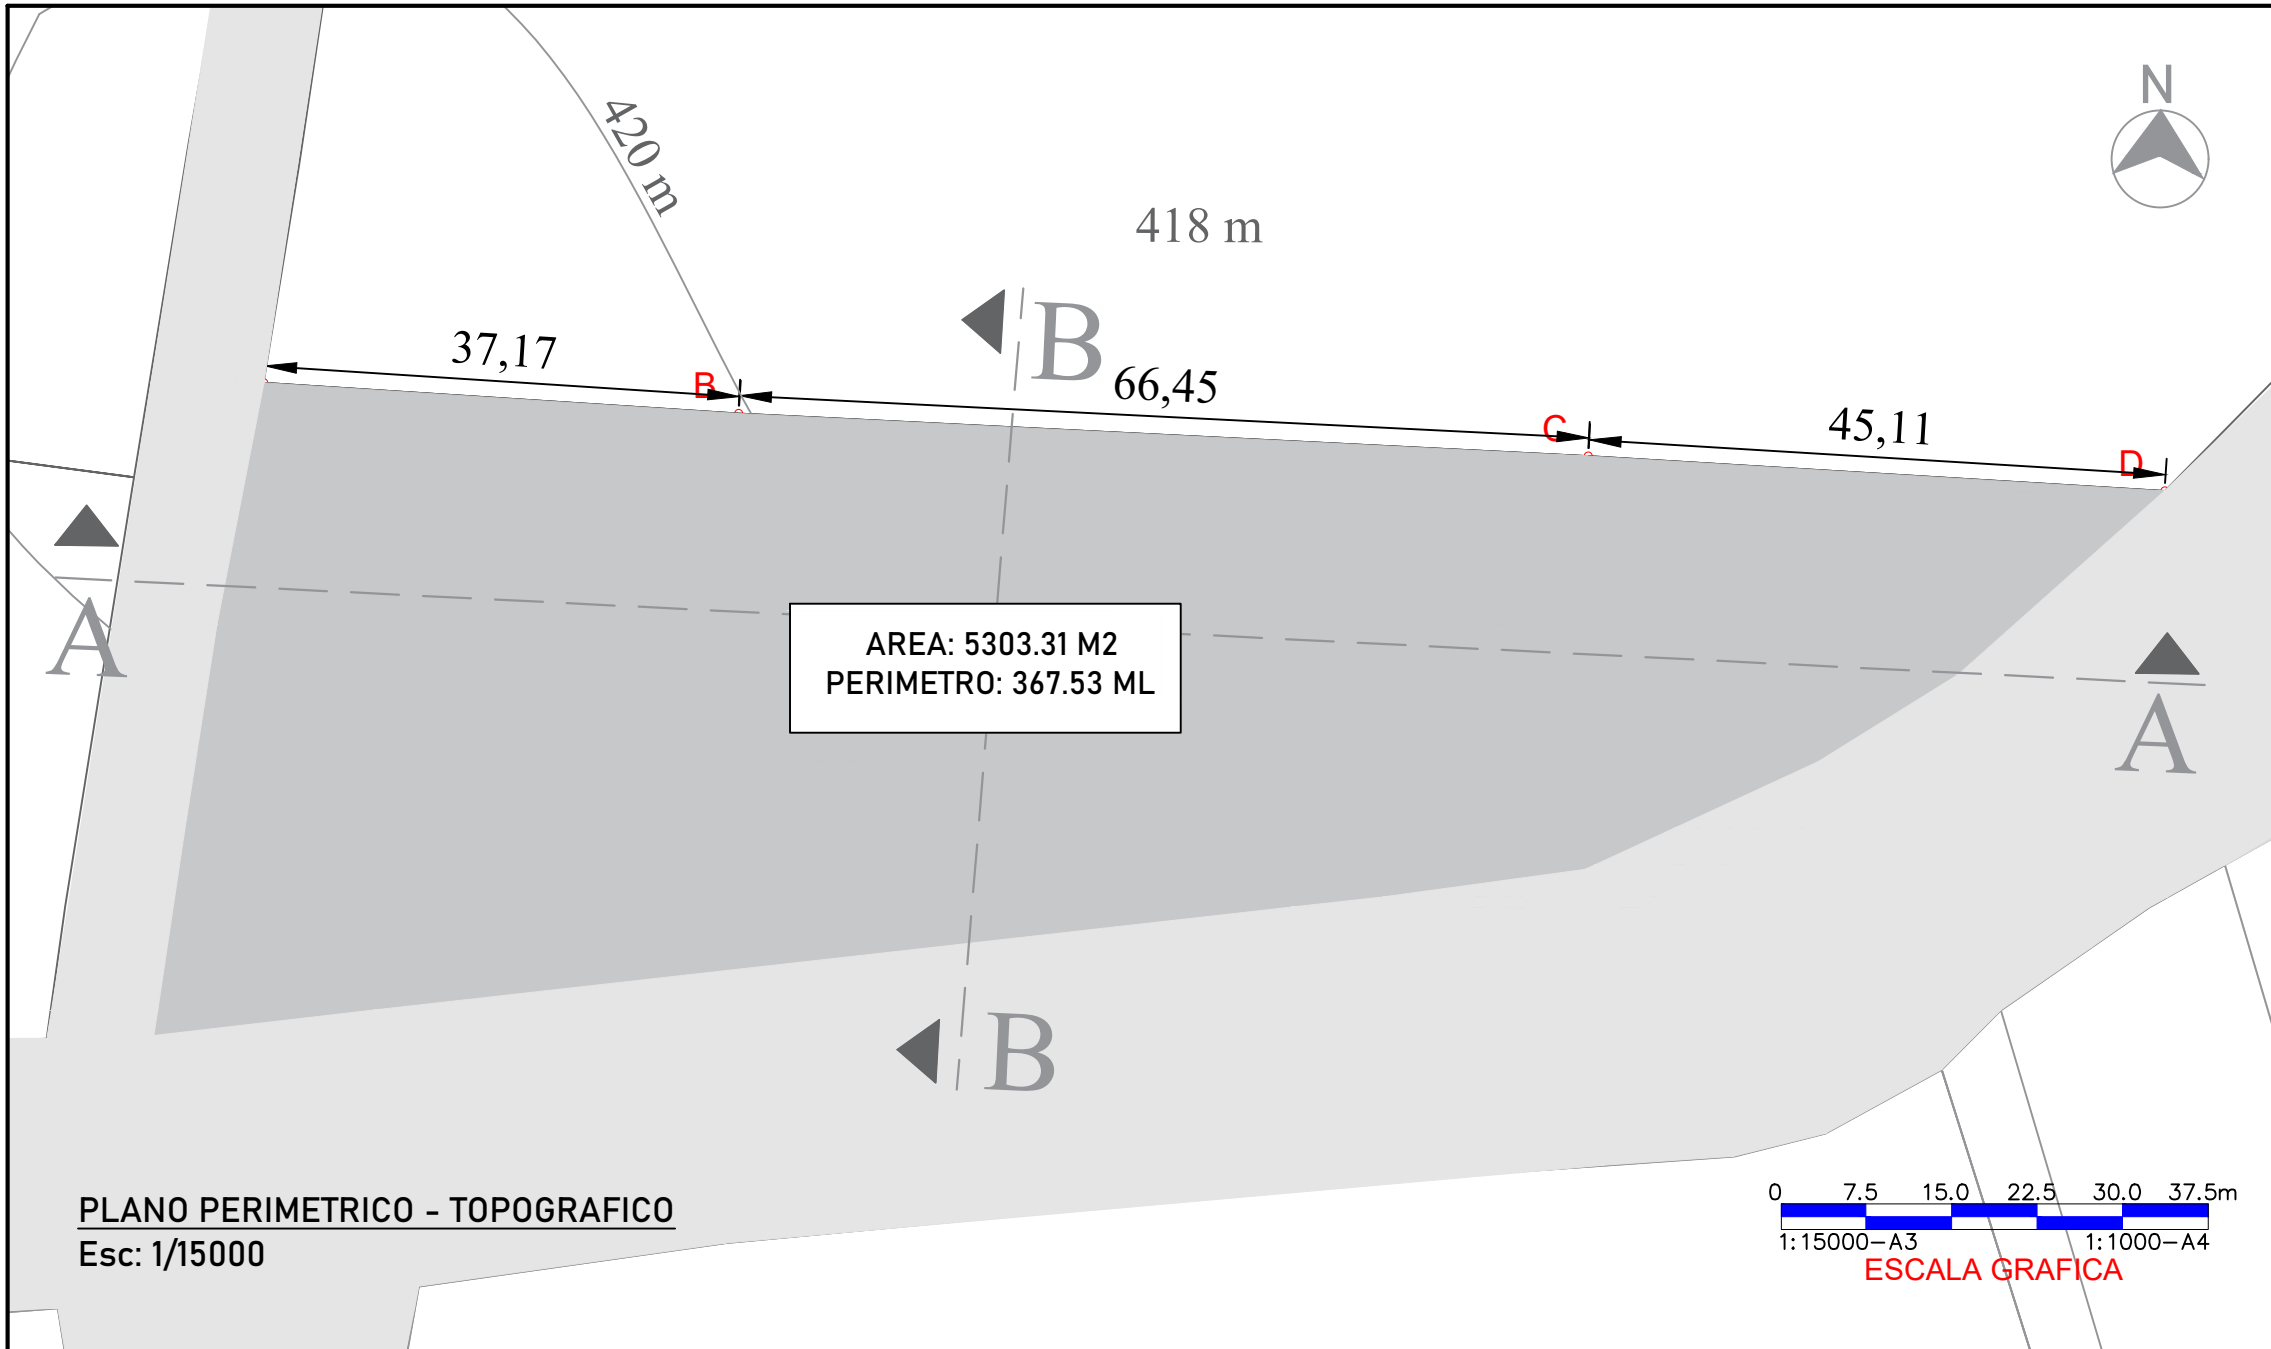 N
420 m
418 m
B
37,17
B
66,45
C
45,11
D
A
AREA: 5303.31 M2
PERIMETRO: 367.53 ML
A
B
PLANO PERIMETRICO - TOPOGRAFICO
Esc: 1/15000
0 7.5 15.0 22.5 30.0 37.5m
1:15000-A3 1:1000-A4
ESCALA GRAFICA